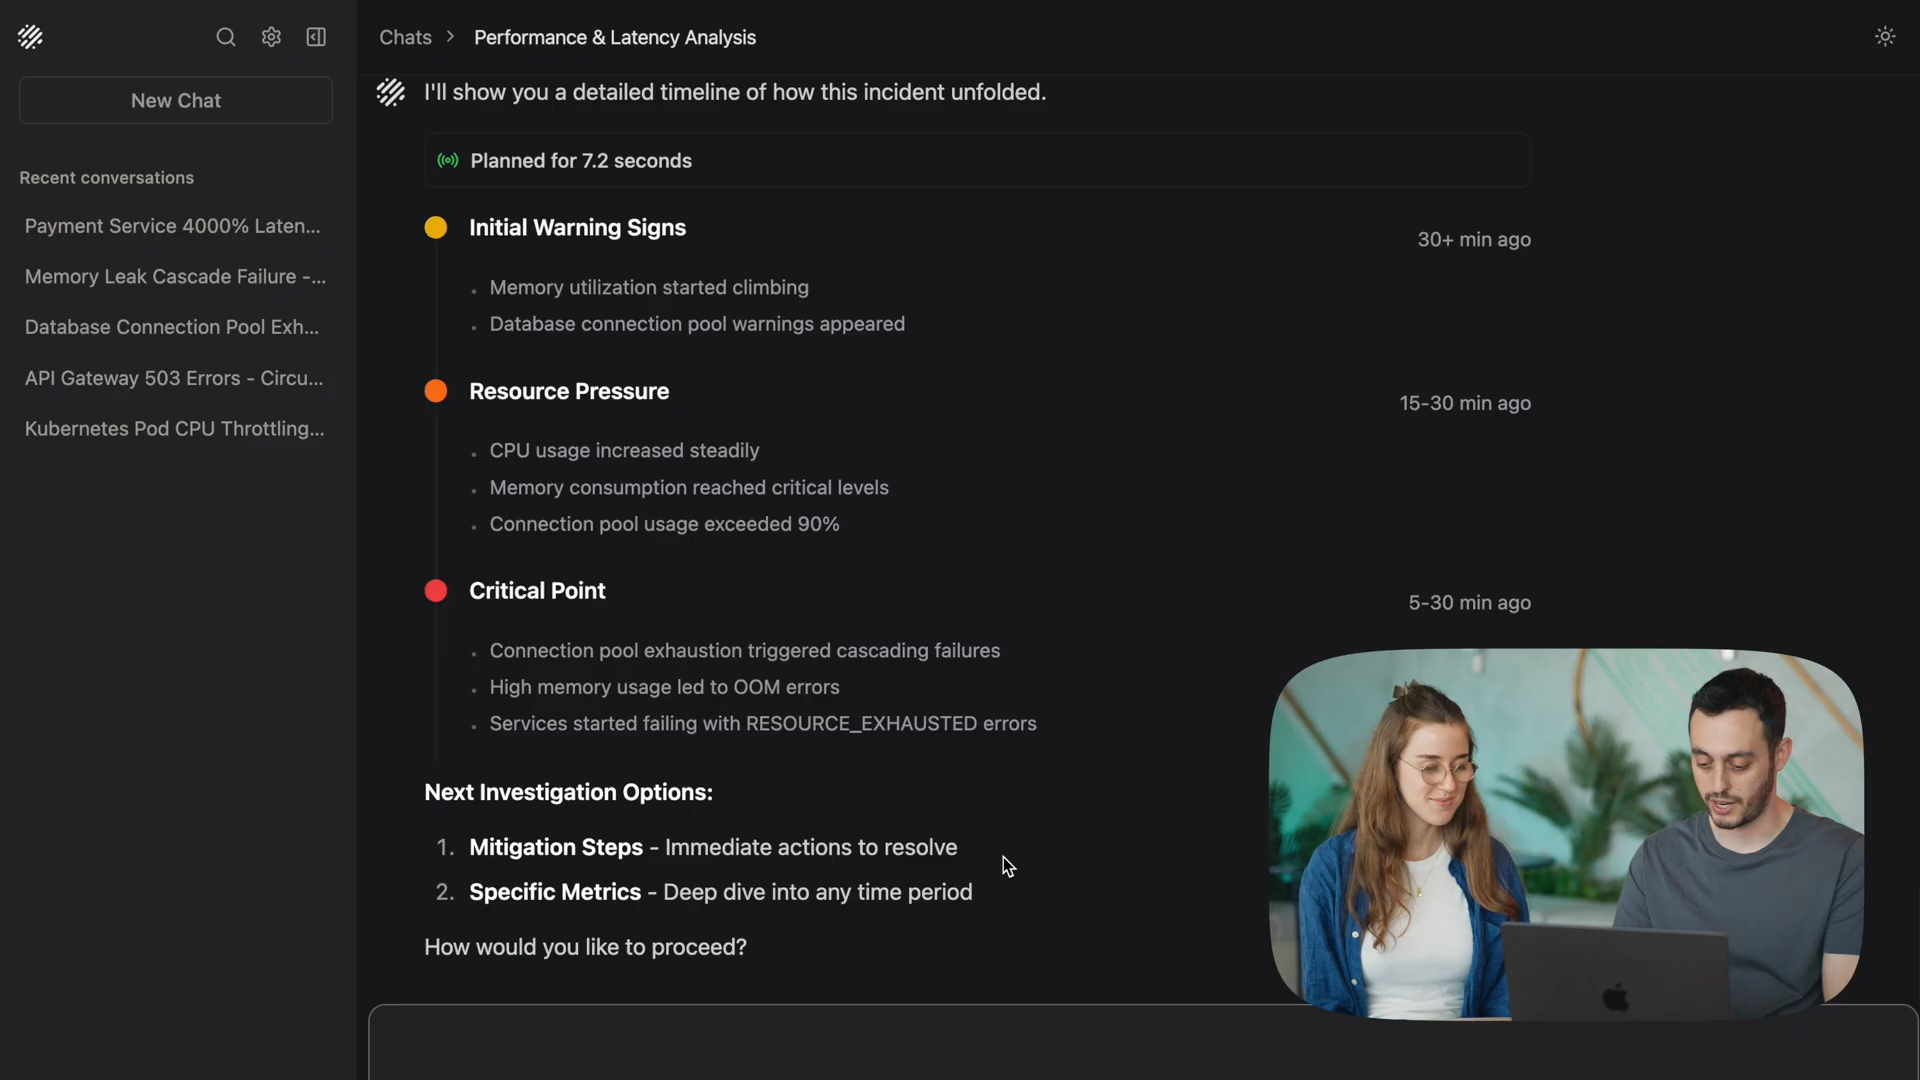 Chats > Performance & Latency Analysis
New Chat
Recent conversations
Payment Service 4000% Laten...
Memory Leak Cascade Failure -...
Database Connection Pool Exh...
API Gateway 503 Errors - Circu...
Kubernetes Pod CPU Throttling...
I'll show you a detailed timeline of how this incident unfolded.
Planned for 7.2 seconds
Initial Warning Signs
30+ min ago
Memory utilization started climbing
Database connection pool warnings appeared
Resource Pressure
15-30 min ago
CPU usage increased steadily
Memory consumption reached critical levels
Connection pool usage exceeded 90%
Critical Point
5-30 min ago
Connection pool exhaustion triggered cascading failures
High memory usage led to OOM errors
Services started failing with RESOURCE_EXHAUSTED errors
Next Investigation Options:
1. Mitigation Steps - Immediate actions to resolve
2. Specific Metrics - Deep dive into any time period
How would you like to proceed?